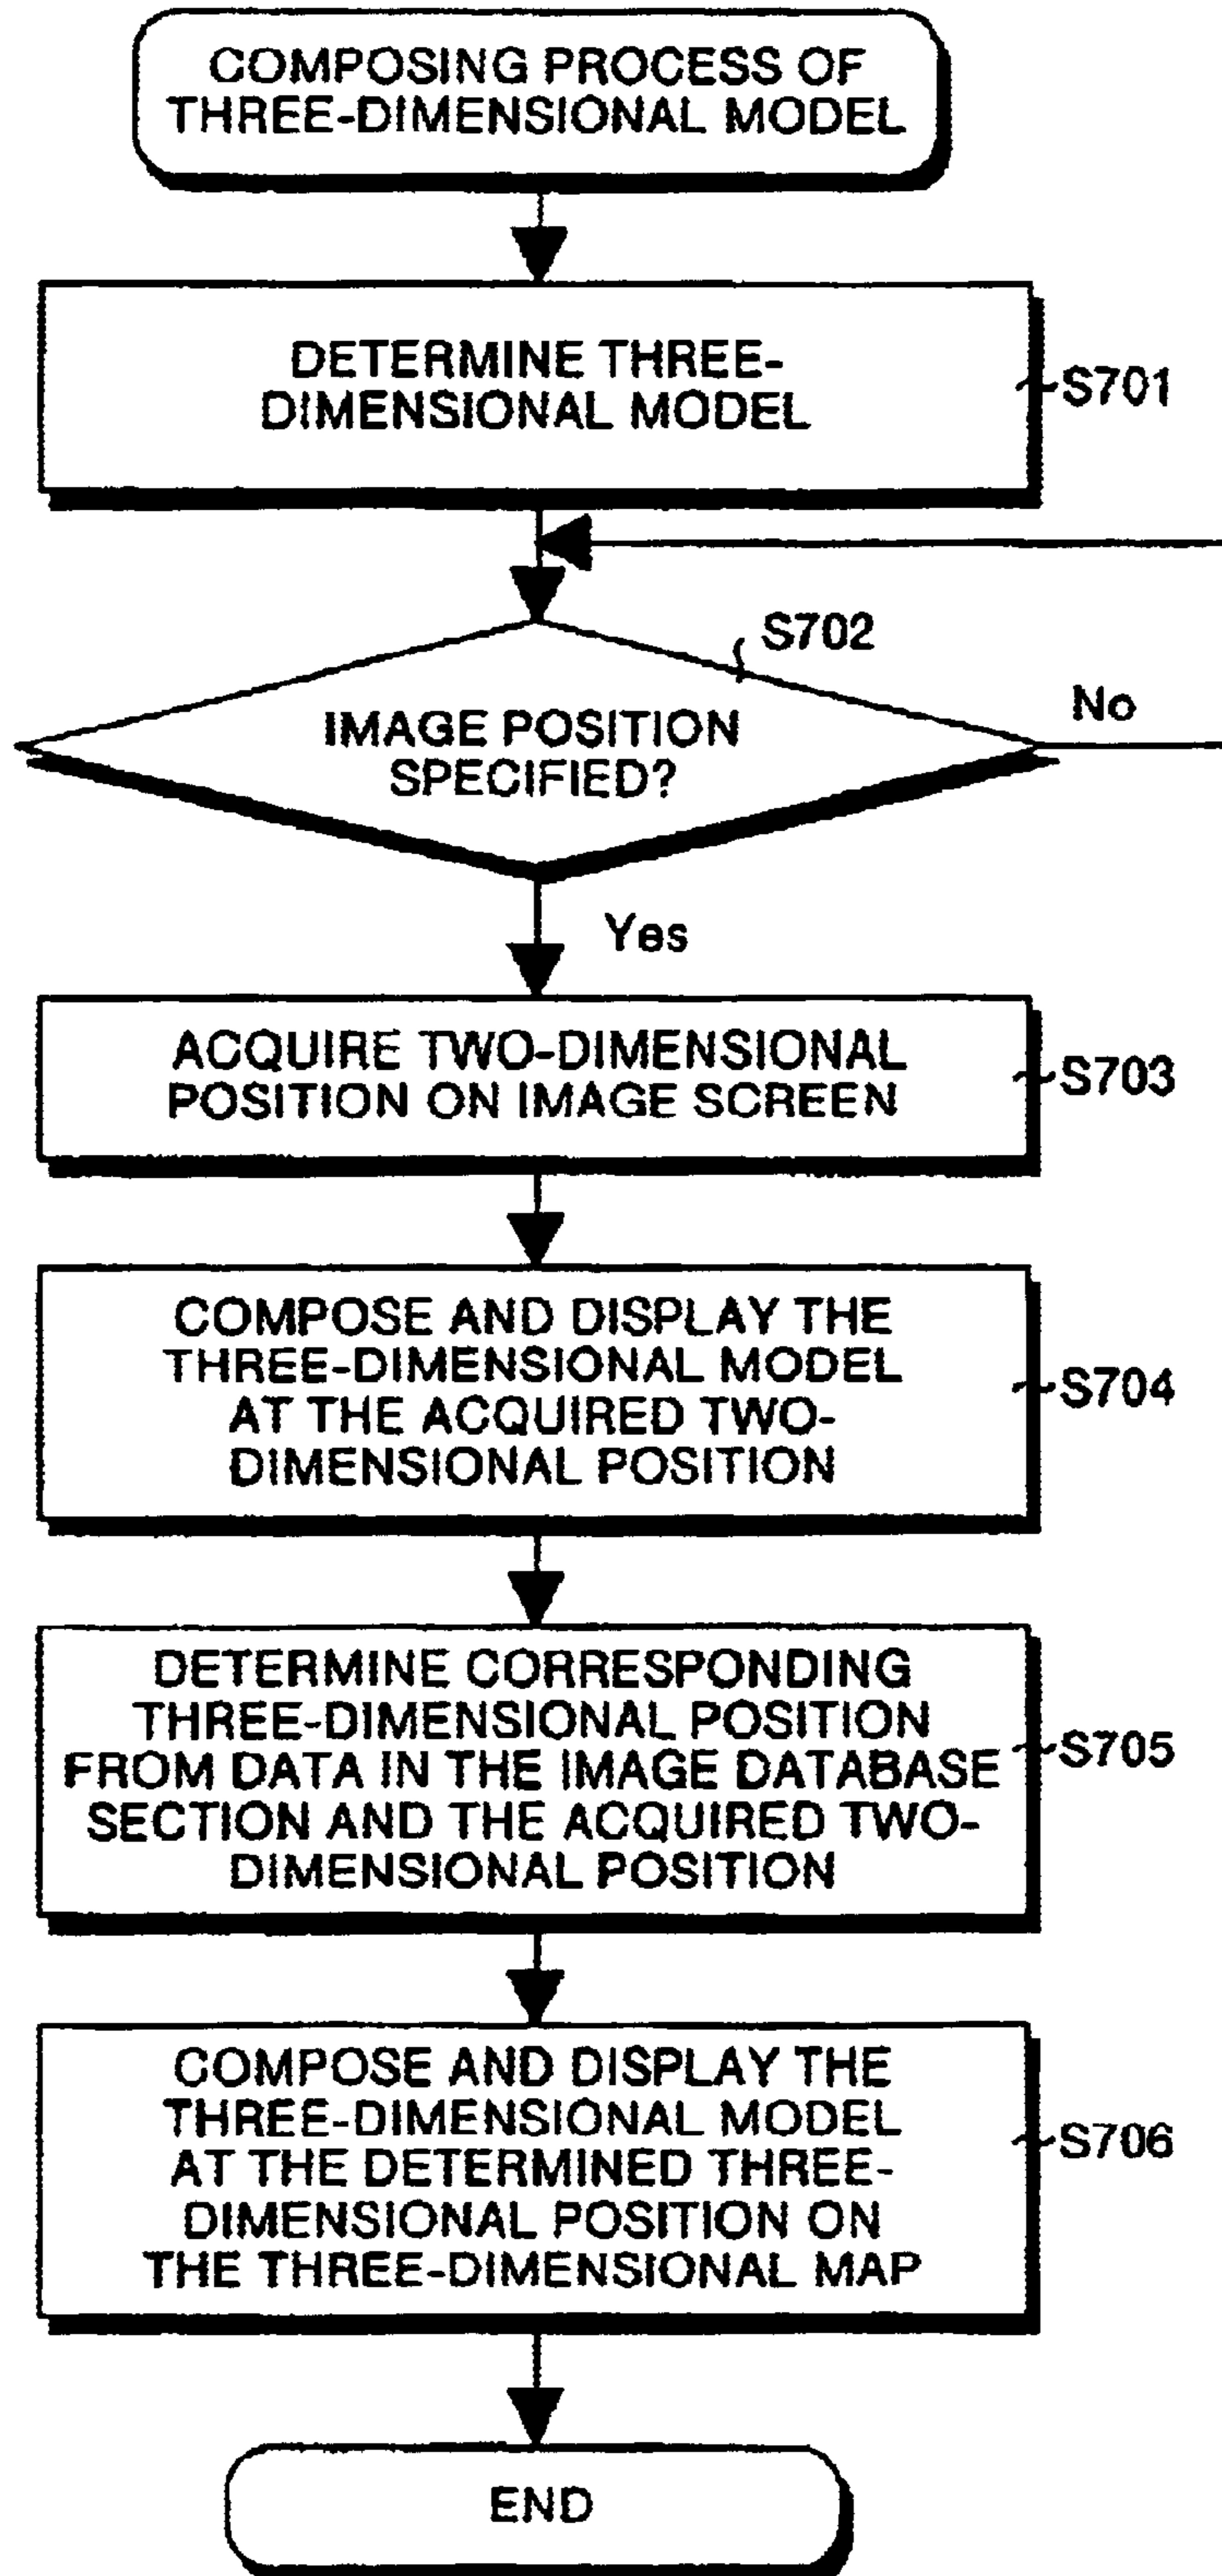 COMPOSING PROCESS OF
THREE-DIMENSIONAL MODEL
DETERMINE THREE-
DIMENSIONAL MODEL
S701
S702
IMAGE POSITION
SPECIFIED?
No
Yes
ACQUIRE TWO-DIMENSIONAL
POSITION ON IMAGE SCREEN
S703
COMPOSE AND DISPLAY THE
THREE-DIMENSIONAL MODEL
AT THE ACQUIRED TWO-
DIMENSIONAL POSITION
S704
DETERMINE CORRESPONDING
THREE-DIMENSIONAL POSITION
FROM DATA IN THE IMAGE DATABASE
SECTION AND THE ACQUIRED TWO-
DIMENSIONAL POSITION
S705
COMPOSE AND DISPLAY THE
THREE-DIMENSIONAL MODEL
AT THE DETERMINED THREE-
DIMENSIONAL POSITION ON
THE THREE-DIMENSIONAL MAP
S706
END